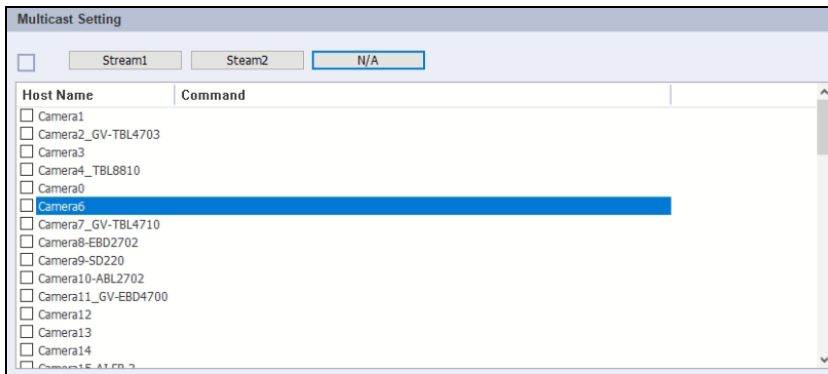 Multicast Setting
Stream1 Steam2 N/A
Host Name Command
Camera1
Camera2_GV-TBL4703
Camera3
Camera4_TBL8810
Camera0
Camera6
Camera7_GV-TBL4710
Camera8-EBD2702
Camera9-SD220
Camera10-ABL2702
Camera11_GV-EBD4700
Camera12
Camera13
Camera14